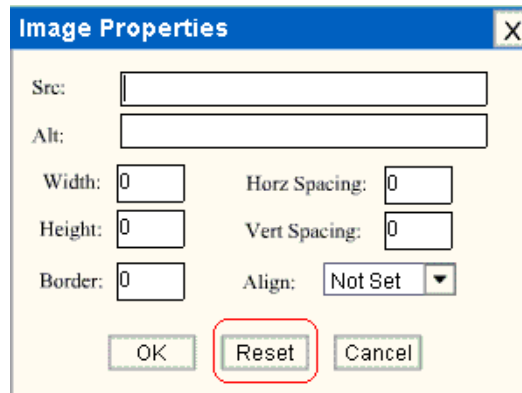 Image Properties X
Src:
Alt:
Width: 0 Horz Spacing: 0
Height: 0 Vert Spacing: 0
Border: 0 Align: Not Set
OK Reset Cancel